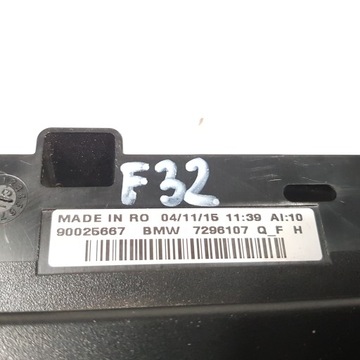 F32
MADE IN RO 04/11/15 11:39 AI:10
90025667 BMW 7296107 Q_F H